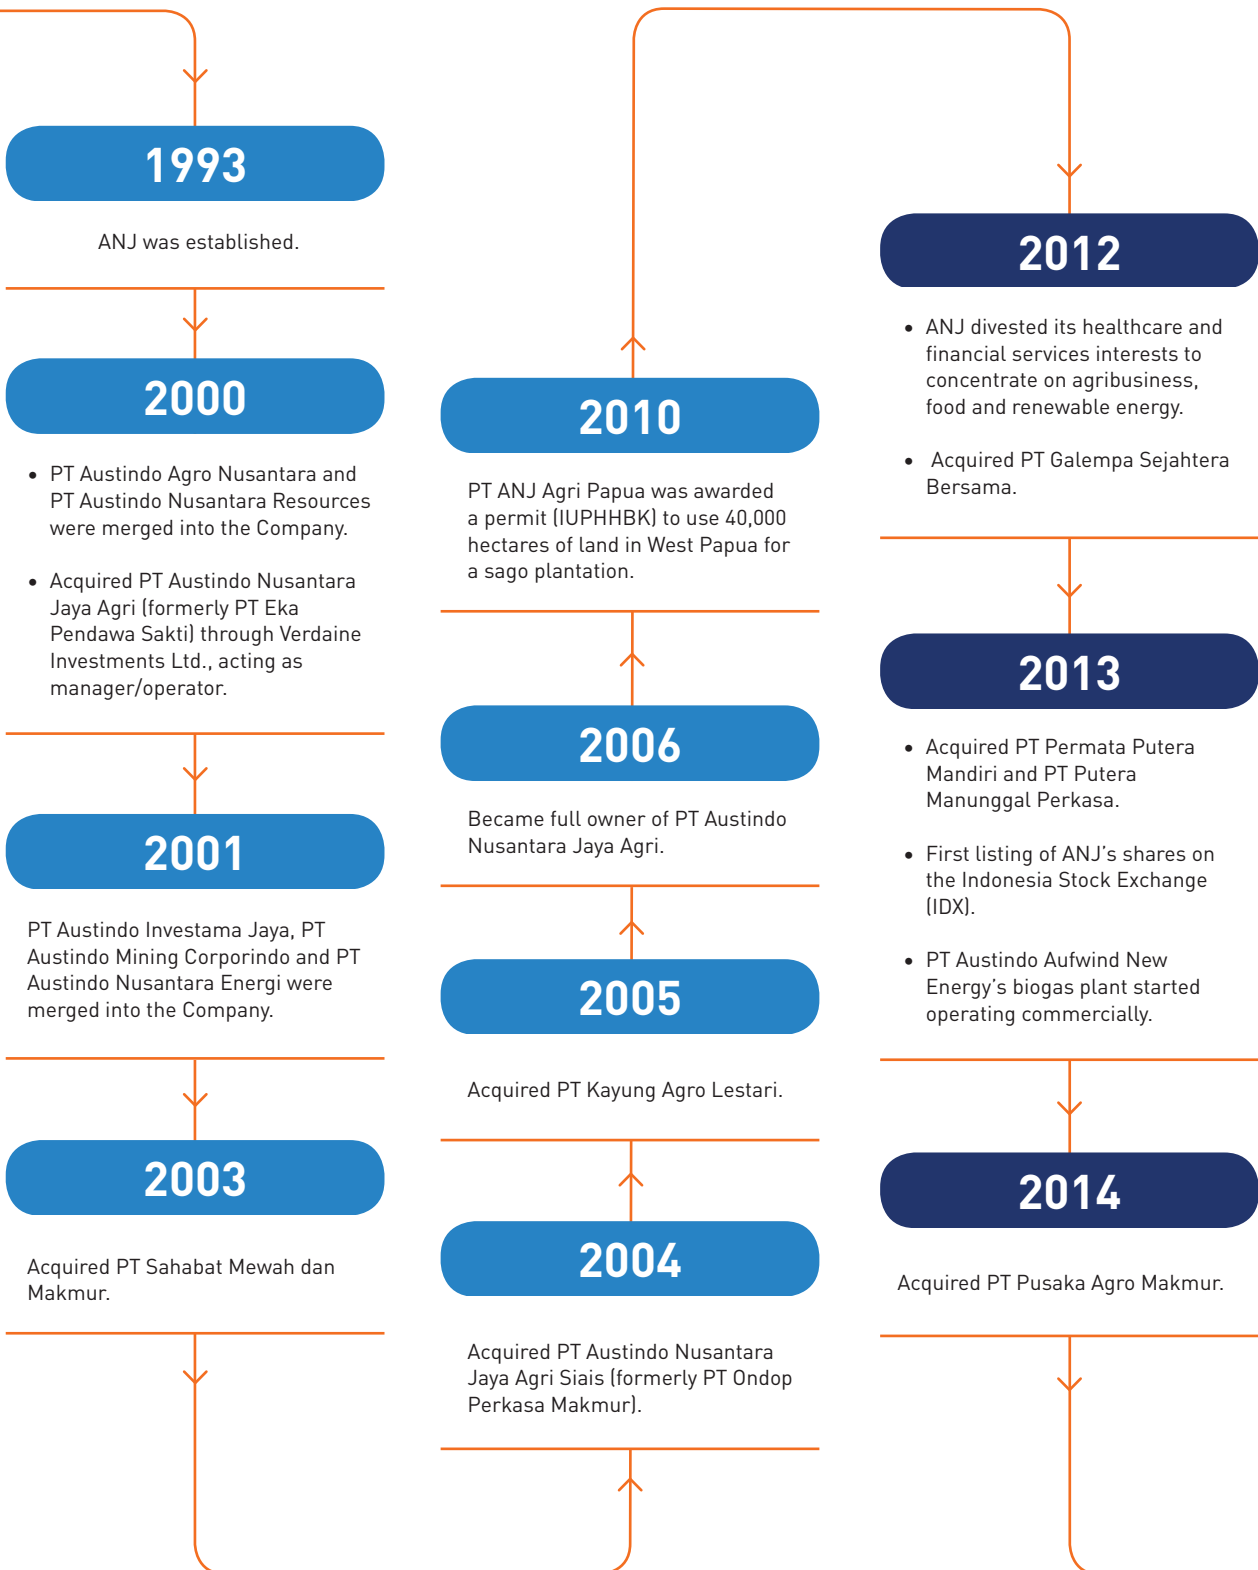 1993
ANJ was established.
2000
• PT Austindo Agro Nusantara and
PT Austindo Nusantara Resources
were merged into the Company.
• Acquired PT Austindo Nusantara
Jaya Agri (formerly PT Eka
Pendawa Sakti) through Verdaine
Investments Ltd., acting as
manager/operator.
2001
PT Austindo Investama Jaya, PT
Austindo Mining Corporindo and PT
Austindo Nusantara Energi were
merged into the Company.
2003
Acquired PT Sahabat Mewah dan
Makmur.
2004
Acquired PT Austindo Nusantara
Jaya Agri Siais (formerly PT Ondop
Perkasa Makmur).
2005
Acquired PT Kayung Agro Lestari.
2006
Became full owner of PT Austindo
Nusantara Jaya Agri.
2010
PT ANJ Agri Papua was awarded
a permit (IUPHHBK) to use 40,000
hectares of land in West Papua for
a sago plantation.
2012
• ANJ divested its healthcare and
financial services interests to
concentrate on agribusiness,
food and renewable energy.
• Acquired PT Galempa Sejahtera
Bersama.
2013
• Acquired PT Permata Putera
Mandiri and PT Putera
Manunggal Perkasa.
• First listing of ANJ’s shares on
the Indonesia Stock Exchange
(IDX).
• PT Austindo Aufwind New
Energy’s biogas plant started
operating commercially.
2014
Acquired PT Pusaka Agro Makmur.